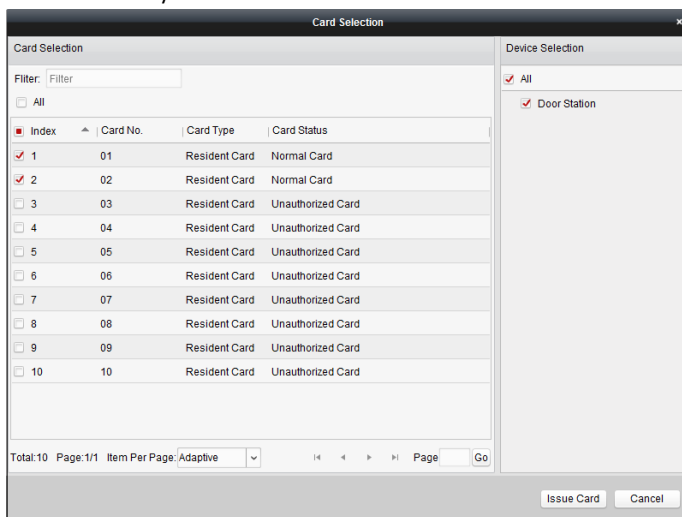 Card Selection ×
Card Selection Device Selection
Fliter: Filter
All
All
Door Station
Index Card No. Card Type Card Status
1 01 Resident Card Normal Card
2 02 Resident Card Normal Card
3 03 Resident Card Unauthorized Card
4 04 Resident Card Unauthorized Card
5 05 Resident Card Unauthorized Card
6 06 Resident Card Unauthorized Card
7 07 Resident Card Unauthorized Card
8 08 Resident Card Unauthorized Card
9 09 Resident Card Unauthorized Card
10 10 Resident Card Unauthorized Card
Total:10 Page:1/1 Item Per Page: Adaptive Page Go
Issue Card Cancel